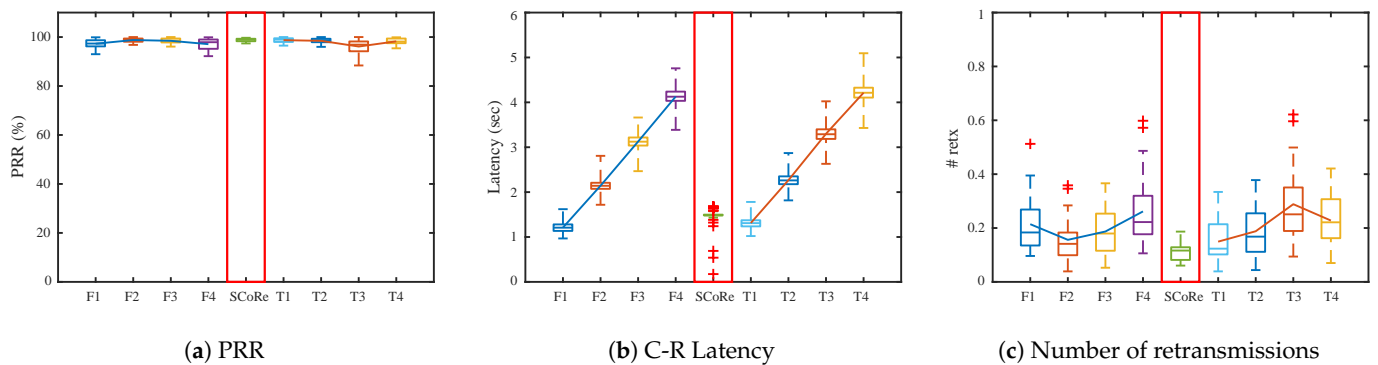 PRR (%)
100
80
60
40
20
0
F1 F2 F3 F4 SCoRe T1 T2 T3 T4
(a) PRR
Latency (sec)
6
5
4
3
2
1
0
F1 F2 F3 F4 SCoRe T1 T2 T3 T4
(b) C-R Latency
# retx
1
0.8
0.6
0.4
0.2
0
F1 F2 F3 F4 SCoRe T1 T2 T3 T4
(c) Number of retransmissions